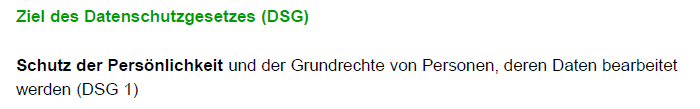 Ziel des Datenschutzgesetzes (DSG)
Schutz der Persönlichkeit und der Grundrechte von Personen, deren Daten bearbeitet
werden (DSG 1)